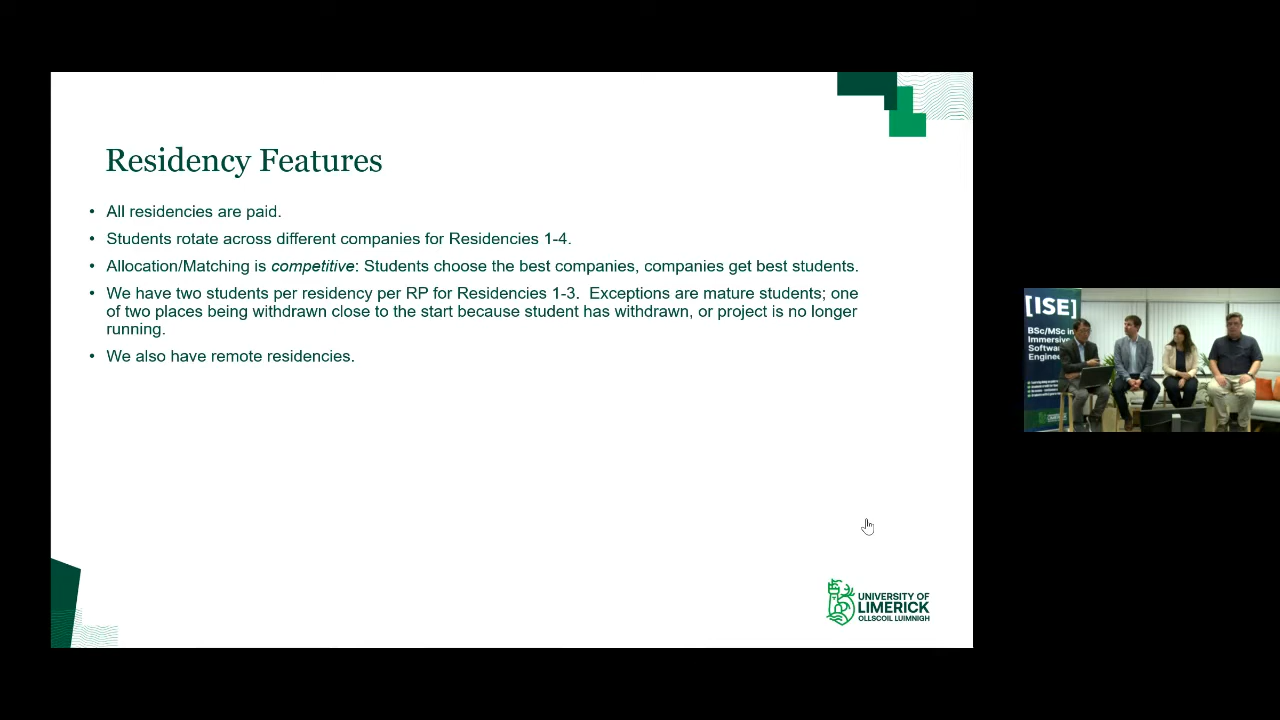 Residency Features
• All residencies are paid.
• Students rotate across different companies for Residencies 1-4.
• Allocation/Matching is competitive: Students choose the best companies, companies get best students.
• We have two students per residency per RP for Residencies 1-3.  Exceptions are mature students; one
of two places being withdrawn close to the start because student has withdrawn, or project is no longer
running.
• We also have remote residencies.
UNIVERSITY OF
LIMERICK
OLLSCOIL LUIMNIGH
[ISE]
BSc/MSc in
Immersive
Software